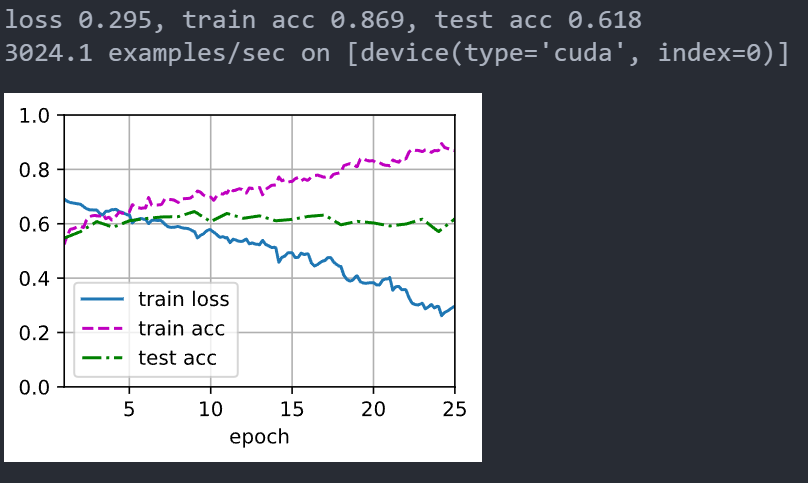 loss 0.295, train acc 0.869, test acc 0.618
3024.1 examples/sec on [device(type='cuda', index=0)]
1.0
0.8
0.6
0.4
0.2
0.0
train loss
train acc
test acc
5 10 15 20 25
epoch